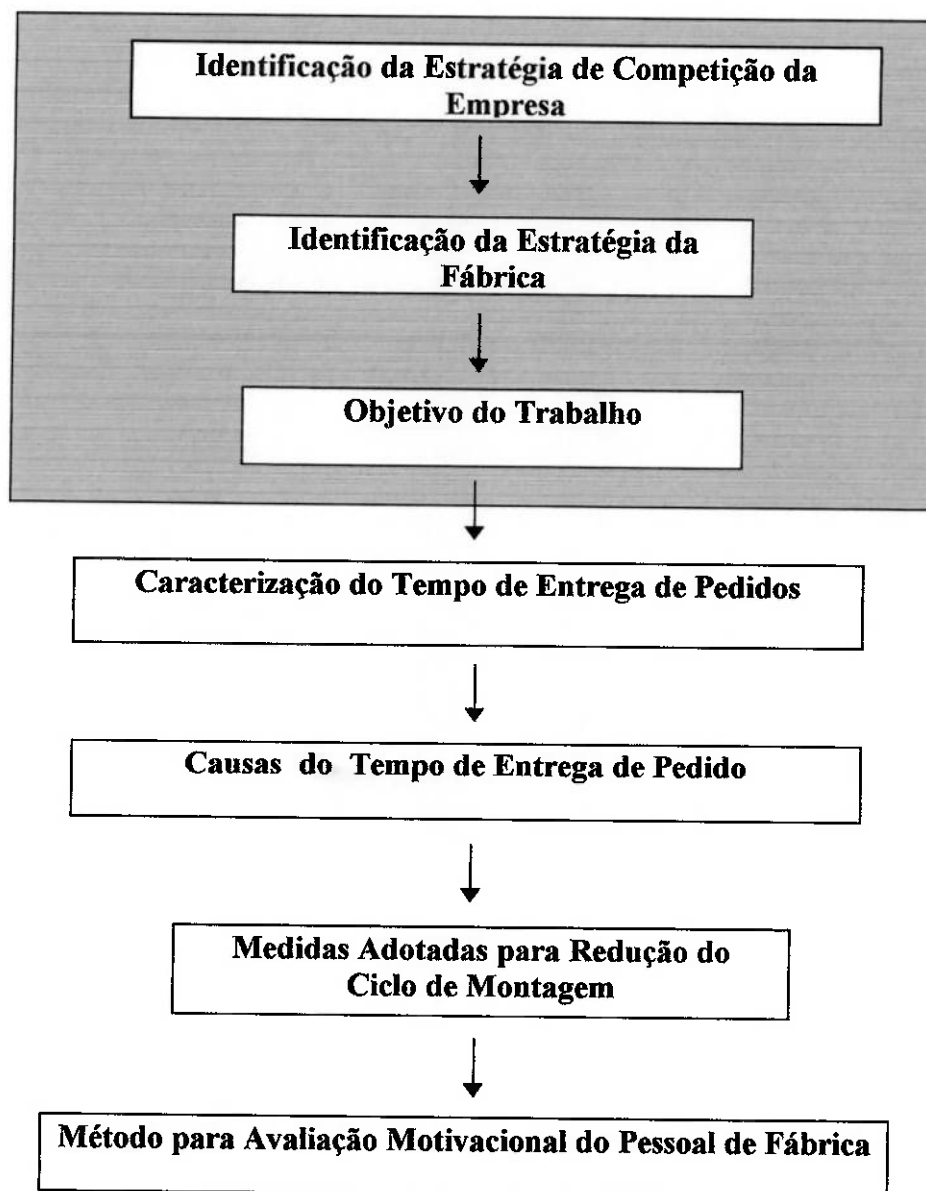 Identificação da Estratégia de Competição da
Empresa
Identificação da Estratégia da
Fábrica
Objetivo do Trabalho
Caracterização do Tempo de Entrega de Pedidos
Causas do Tempo de Entrega de Pedido
Medidas Adotadas para Redução do
Ciclo de Montagem
Método para Avaliação Motivacional do Pessoal de Fábrica